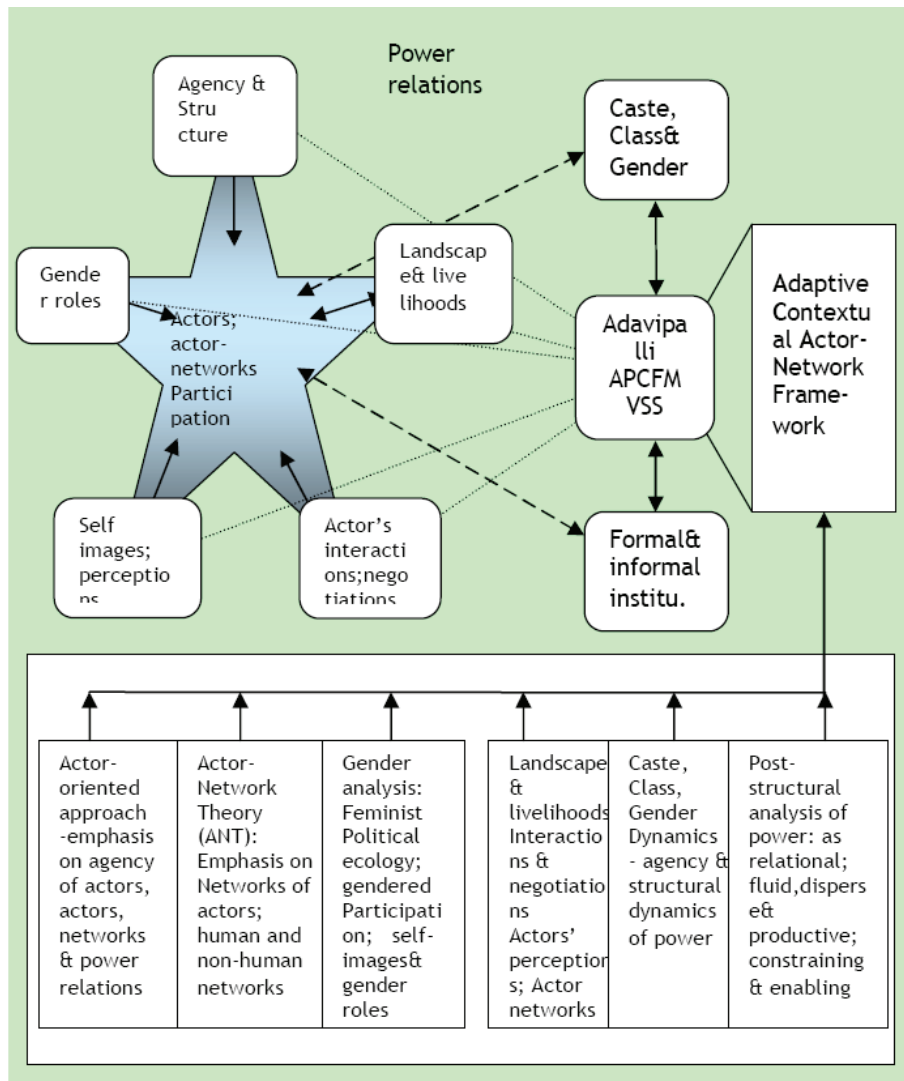 Power
relations
Agency &
Stru
cture
Caste,
Class&
Gender
Gende
r roles
Landscap
e& live
lihoods
Actors;
actor-
networks
Partici
pation
Adavipa
lli
APCFM
VSS
Adaptive
Contextu
al Actor-
Network
Frame-
work
Self
images;
perceptio
ns
Actor’s
interacti
ons;nego
tiations
Formal&
informal
institu.
Actor-
oriented
approach
-emphasis
on agency
of actors,
actors,
networks
& power
relations
Actor-
Network
Theory
(ANT):
Emphasis on
Networks of
actors;
human and
non-human
networks
Gender
analysis:
Feminist
Political
ecology;
gendered
Participati
on; self-
images&
gender
roles
Landscape
&
livelihoods
Interactio
ns &
negotiatio
ns
Actors’
perception
s; Actor
networks
Caste,
Class,
Gender
Dynamics
- agency &
structural
dynamics
of power
Post-
structural
analysis of
power: as
relational;
fluid,dispers
e&
productive;
constraining
& enabling